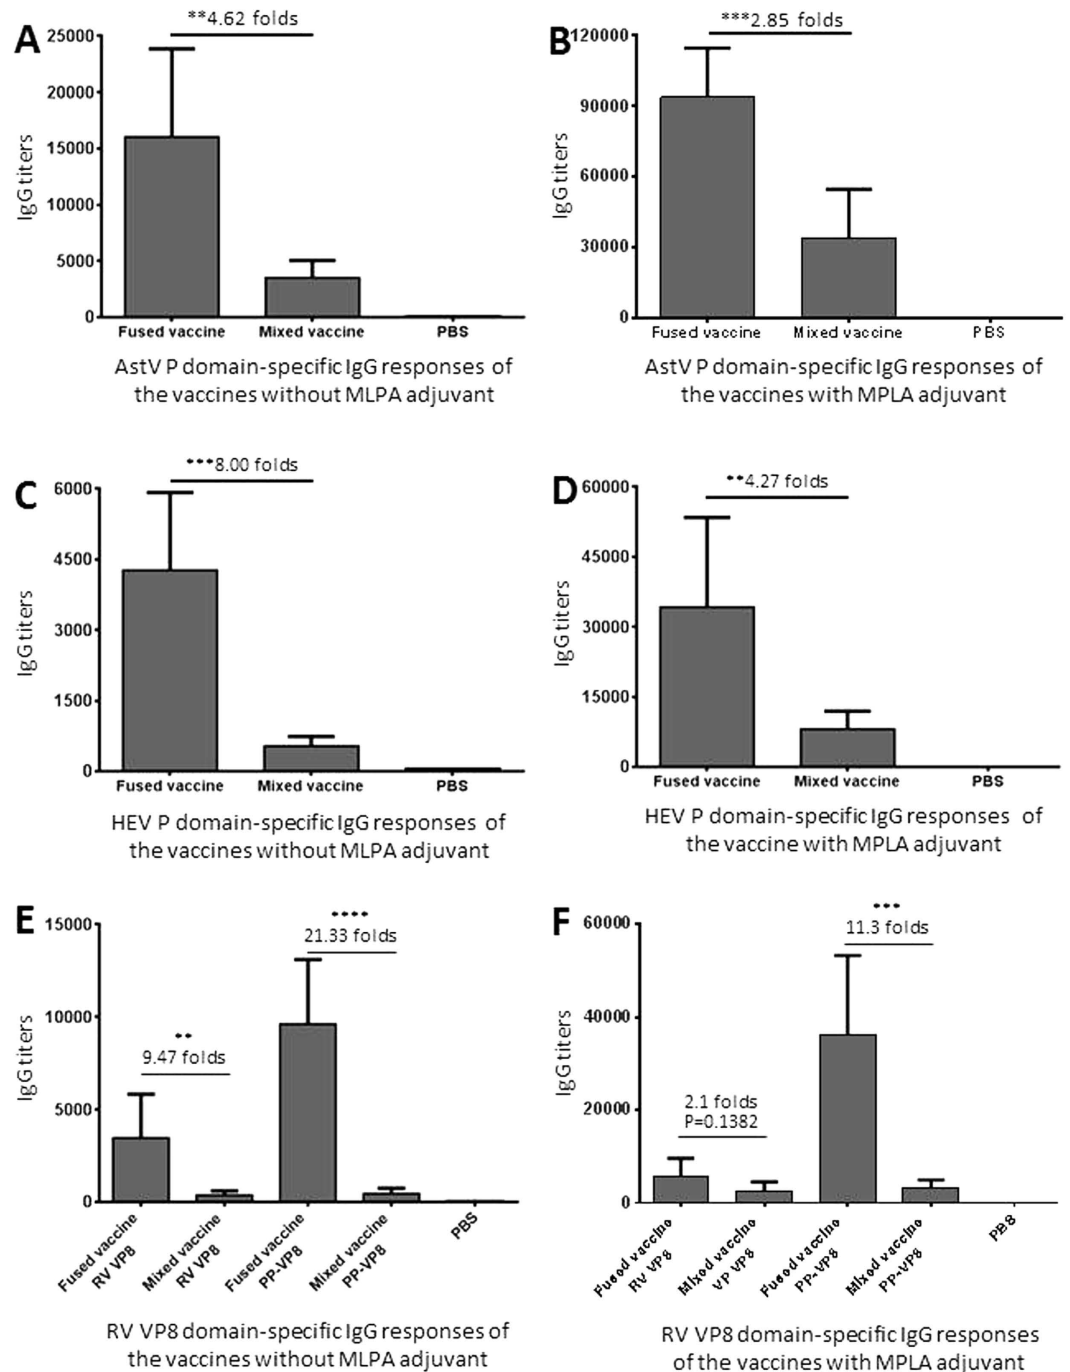 A
**4.62 folds
25000
20000
15000
10000
5000
0
IgG titers
Fused vaccine
Mixed vaccine
PBS
AstV P domain-specific IgG responses of
the vaccines without MLPA adjuvant
B
***2.85 folds
120000
90000
60000
30000
0
IgG titers
Fused vaccine
Mixed vaccine
PBS
AstV P domain-specific IgG responses of
the vaccines with MPLA adjuvant
C
***8.00 folds
6000
4500
3000
1500
0
IgG titers
Fused vaccine
Mixed vaccine
PBS
HEV P domain-specific IgG responses of
the vaccines without MLPA adjuvant
D
**4.27 folds
60000
45000
30000
15000
0
IgG titers
Fused vaccine
Mixed vaccine
PBS
HEV P domain-specific IgG responses of
the vaccine with MPLA adjuvant
E
15000
10000
5000
0
IgG titers
**
9.47 folds
****
21.33 folds
Fused vaccine
RV VP8
Mixed vaccine
RV VP8
Fused vaccine
PP-VP8
Mixed vaccine
PP-VP8
PBS
RV VP8 domain-specific IgG responses of
the vaccines without MLPA adjuvant
F
60000
40000
20000
0
IgG titers
2.1 folds
P=0.1382
***
11.3 folds
Fused vaccine
RV VP8
Mixed vaccine
VP VP8
Fused vaccine
PP-VP8
Mixed vaccine
PP-VP8
PBS
RV VP8 domain-specific IgG responses
of the vaccines with MPLA adjuvant